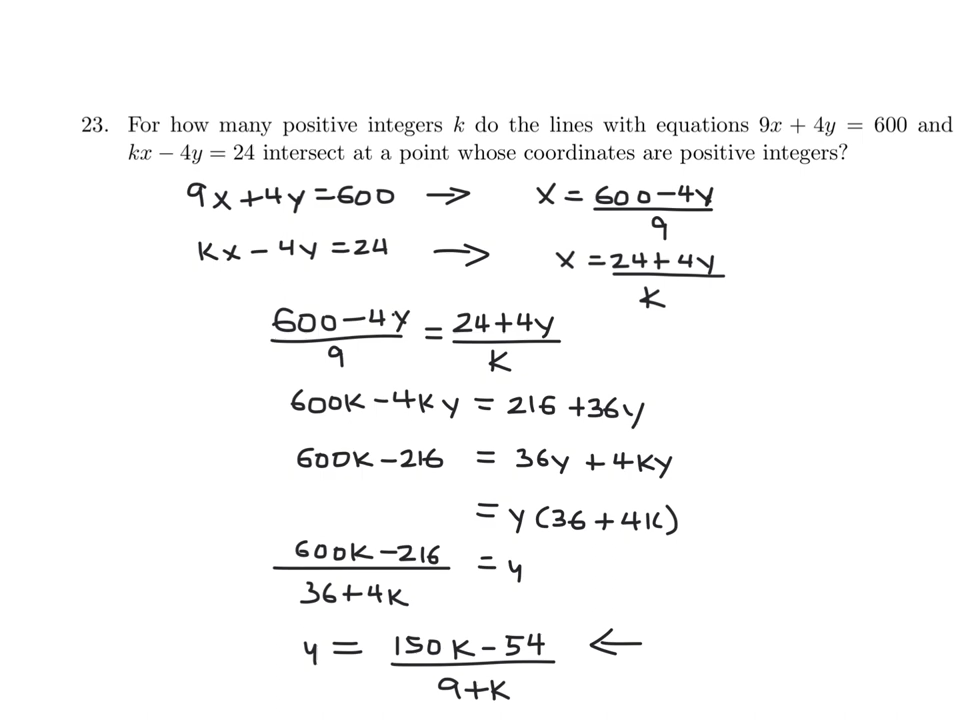 23. For how many positive integers k do the lines with equations 9x + 4y = 600 and
kx − 4y = 24 intersect at a point whose coordinates are positive integers?
9x+4y=600 → x = 600-4y / 9
kx - 4y = 24 → x = 24+4y / k
600-4y / 9 = 24+4y / k
600k-4ky = 216+36y
600k-216 = 36y+4ky
= y(36+4k)
600k-216 / 36+4k = y
y = 150k-54 / 9+k ←